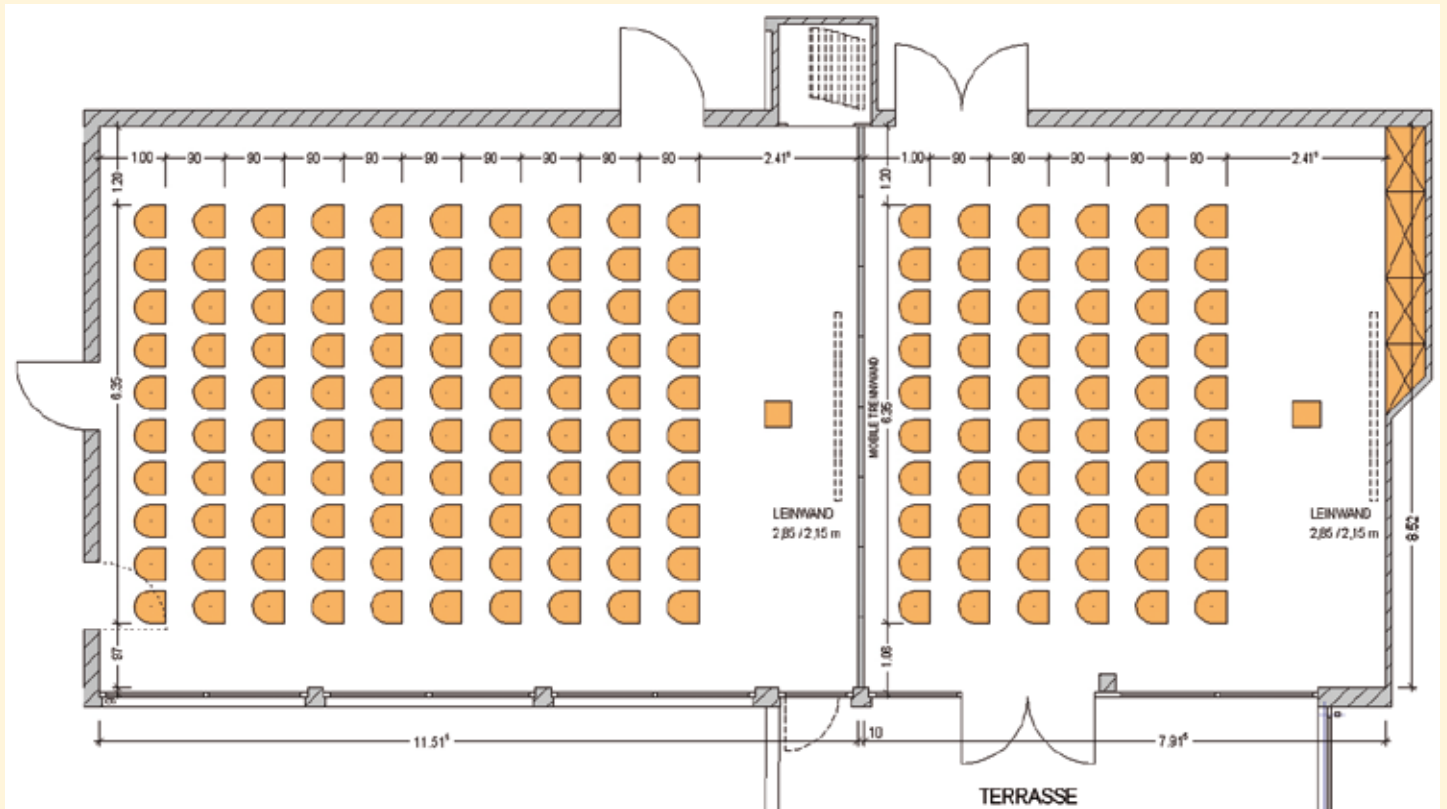 1.00 90 90 90 90 90 90 90 90 90 2.41⁵ 1.00 90 90 90 90 90 2.41⁵
1.20
1.20
6.35
MOBILE TRENNWAND
6.35
LEINWAND
2,85 / 2,15 m
LEINWAND
2,85 / 2,15 m
8.52
97
1.06
11.51⁵
10
7.91⁵
TERRASSE